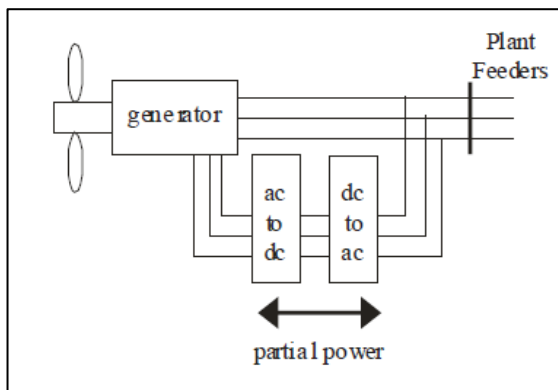 Plant
Feeders
generator
ac
to
dc
dc
to
ac
partial power